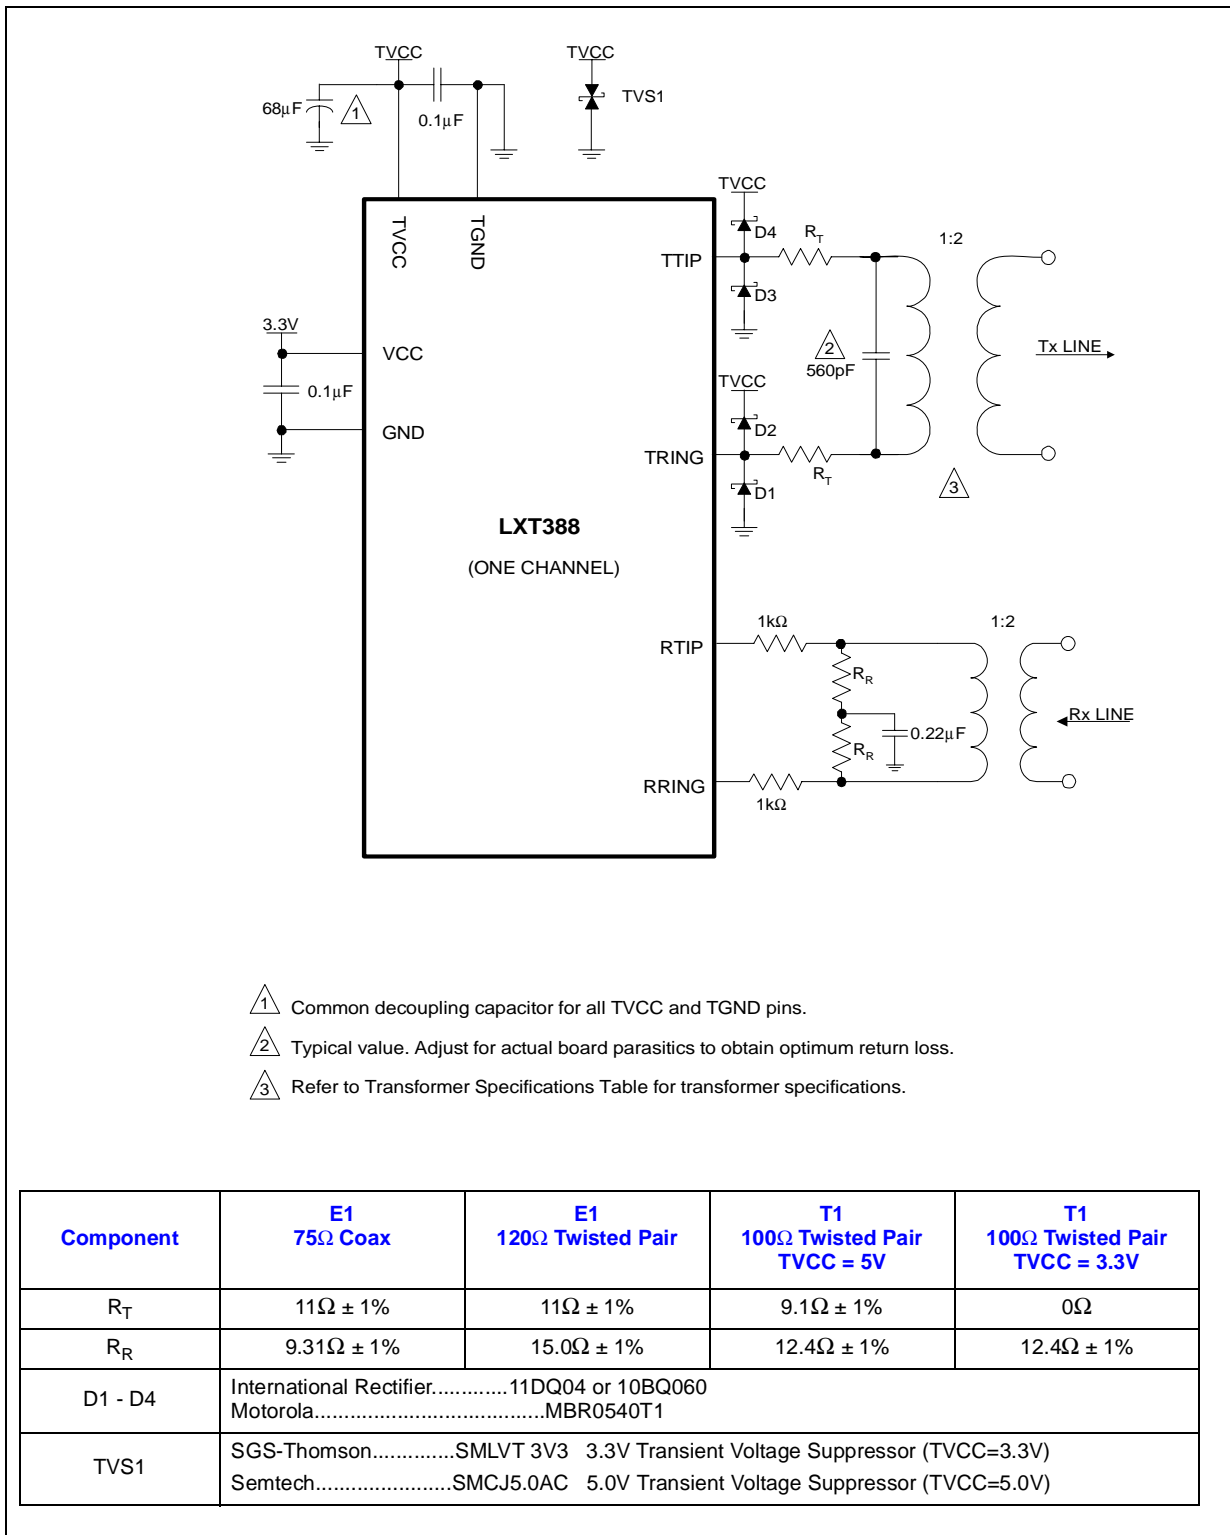 TVCC
TVCC
68μF
1
0.1μF
TVS1
TVCC
TVCC
TGND
D4
R_T
1:2
TTIP
D3
3.3V
VCC
2
560pF
Tx LINE
0.1μF
TVCC
GND
D2
TRING
R_T
D1
3
LXT388
(ONE CHANNEL)
1kΩ
1:2
RTIP
R_R
Rx LINE
0.22μF
R_R
RRING
1kΩ
1 Common decoupling capacitor for all TVCC and TGND pins.
2 Typical value. Adjust for actual board parasitics to obtain optimum return loss.
3 Refer to Transformer Specifications Table for transformer specifications.
Component
E1
75Ω Coax
E1
120Ω Twisted Pair
T1
100Ω Twisted Pair
TVCC = 5V
T1
100Ω Twisted Pair
TVCC = 3.3V
R_T 11Ω ± 1% 11Ω ± 1% 9.1Ω ± 1% 0Ω
R_R 9.31Ω ± 1% 15.0Ω ± 1% 12.4Ω ± 1% 12.4Ω ± 1%
D1 - D4
International Rectifier.............11DQ04 or 10BQ060
Motorola.......................................MBR0540T1
TVS1
SGS-Thomson..............SMLVT 3V3 3.3V Transient Voltage Suppressor (TVCC=3.3V)
Semtech.......................SMCJ5.0AC 5.0V Transient Voltage Suppressor (TVCC=5.0V)